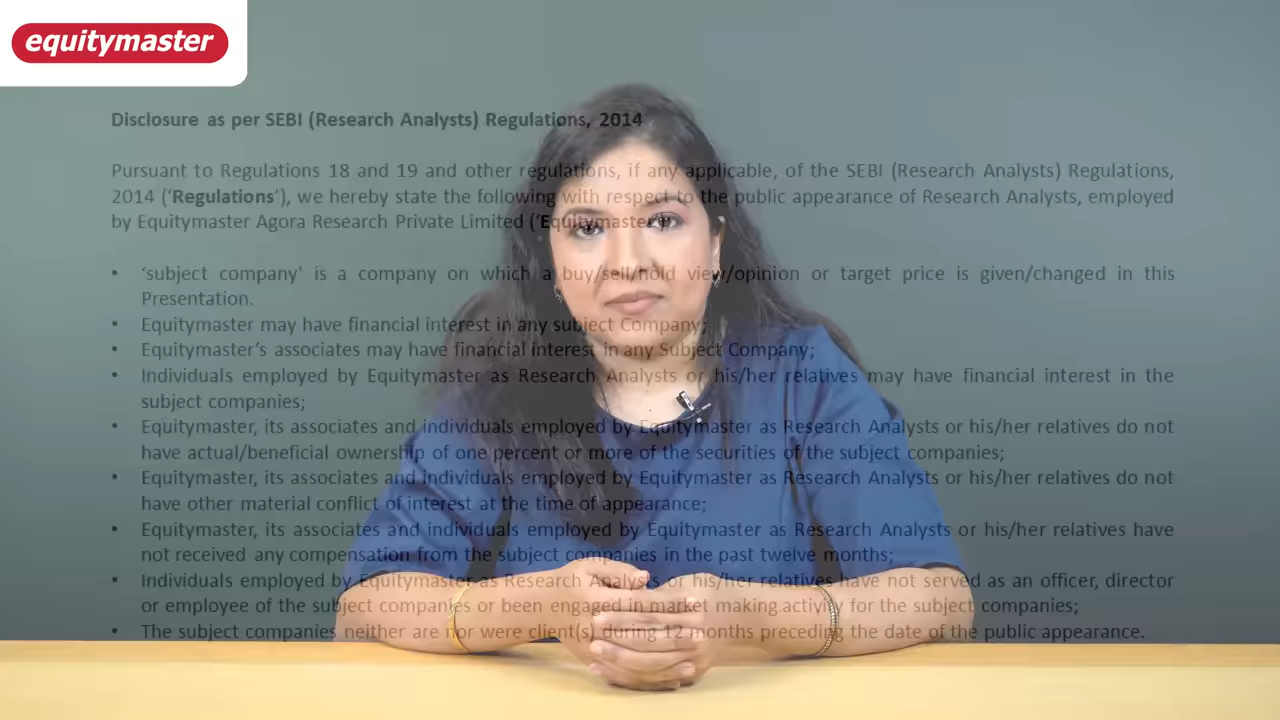 equitymaster
Disclosure as per SEBI (Research Analysts) Regulations, 2014
Pursuant to Regulations 18 and 19 and other regulations, if any applicable, of the SEBI (Research Analysts) Regulations,
2014 (‘Regulations’), we hereby state the following with respect to the public appearance of Research Analysts, employed
by Equitymaster Agora Research Private Limited (‘Equitymaster
• ‘subject company' is a company on which a buy/sell/hold view/opinion or target price is given/changed in this
Presentation.
• Equitymaster may have financial interest in any subject Company;
• Equitymaster’s associates may have financial interest in any Subject Company;
• Individuals employed by Equitymaster as Research Analysts or his/her relatives may have financial interest in the
subject companies;
• Equitymaster, its associates and individuals employed by Equitymaster as Research Analysts or his/her relatives do not
have actual/beneficial ownership of one percent or more of the securities of the subject companies;
• Equitymaster, its associates and individuals employed by Equitymaster as Research Analysts or his/her relatives do not
have other material conflict of interest at the time of appearance;
• Equitymaster, its associates and individuals employed by Equitymaster as Research Analysts or his/her relatives have
not received any compensation from the subject companies in the past twelve months;
• Individuals employed by Equitymaster as Research Analysts or his/her relatives have not served as an officer, director
or employee of the subject companies or been engaged in market making activity for the subject companies;
• The subject companies neither are nor were client(s) during 12 months preceding the date of the public appearance.